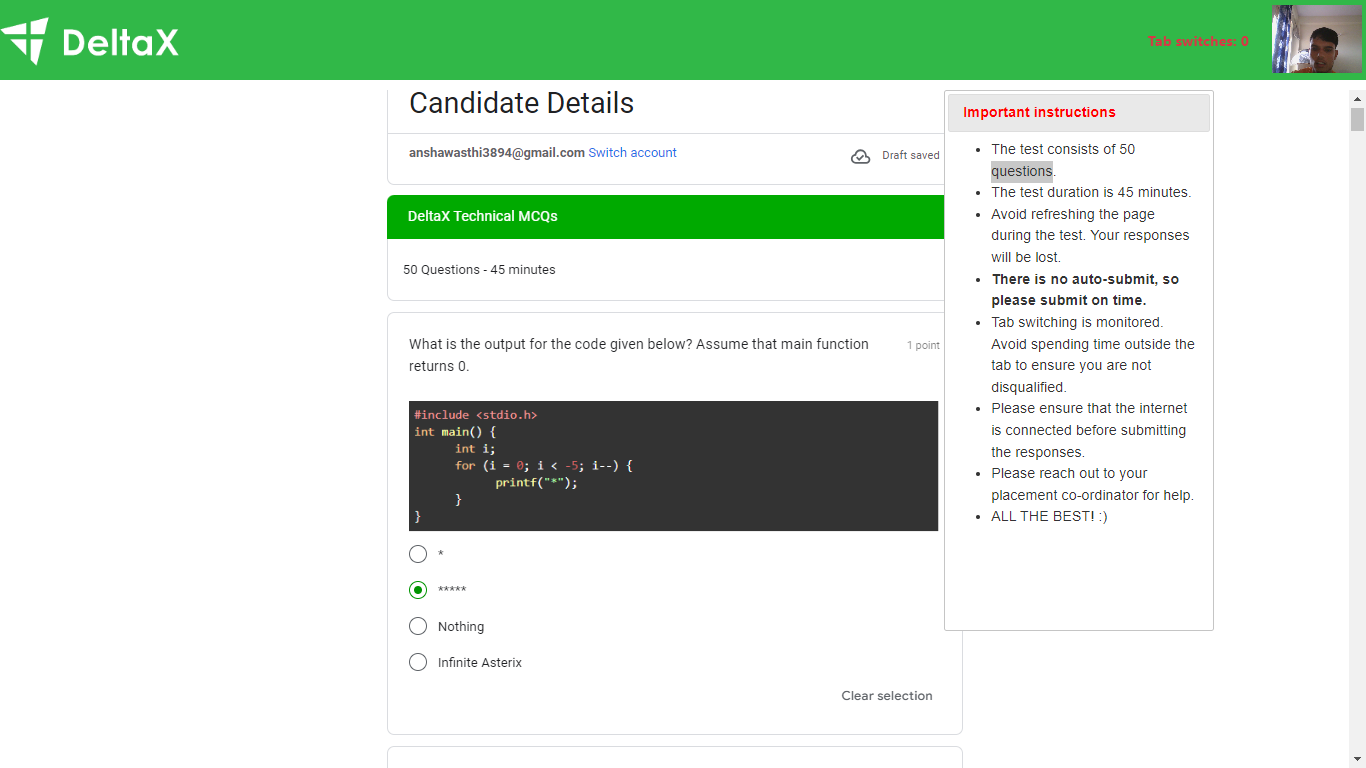 DeltaX
Tab switches: 0
Candidate Details
anshawasthi3894@gmail.com Switch account
Draft saved
DeltaX Technical MCQs
50 Questions - 45 minutes
What is the output for the code given below? Assume that main function
returns 0.
1 point
#include <stdio.h>
int main() {
int i;
for (i = 0; i < -5; i--) {
printf("*");
}
}
*
*****
Nothing
Infinite Asterix
Clear selection
Important instructions
The test consists of 50
questions.
The test duration is 45 minutes.
Avoid refreshing the page
during the test. Your responses
will be lost.
There is no auto-submit, so
please submit on time.
Tab switching is monitored.
Avoid spending time outside the
tab to ensure you are not
disqualified.
Please ensure that the internet
is connected before submitting
the responses.
Please reach out to your
placement co-ordinator for help.
ALL THE BEST! :)